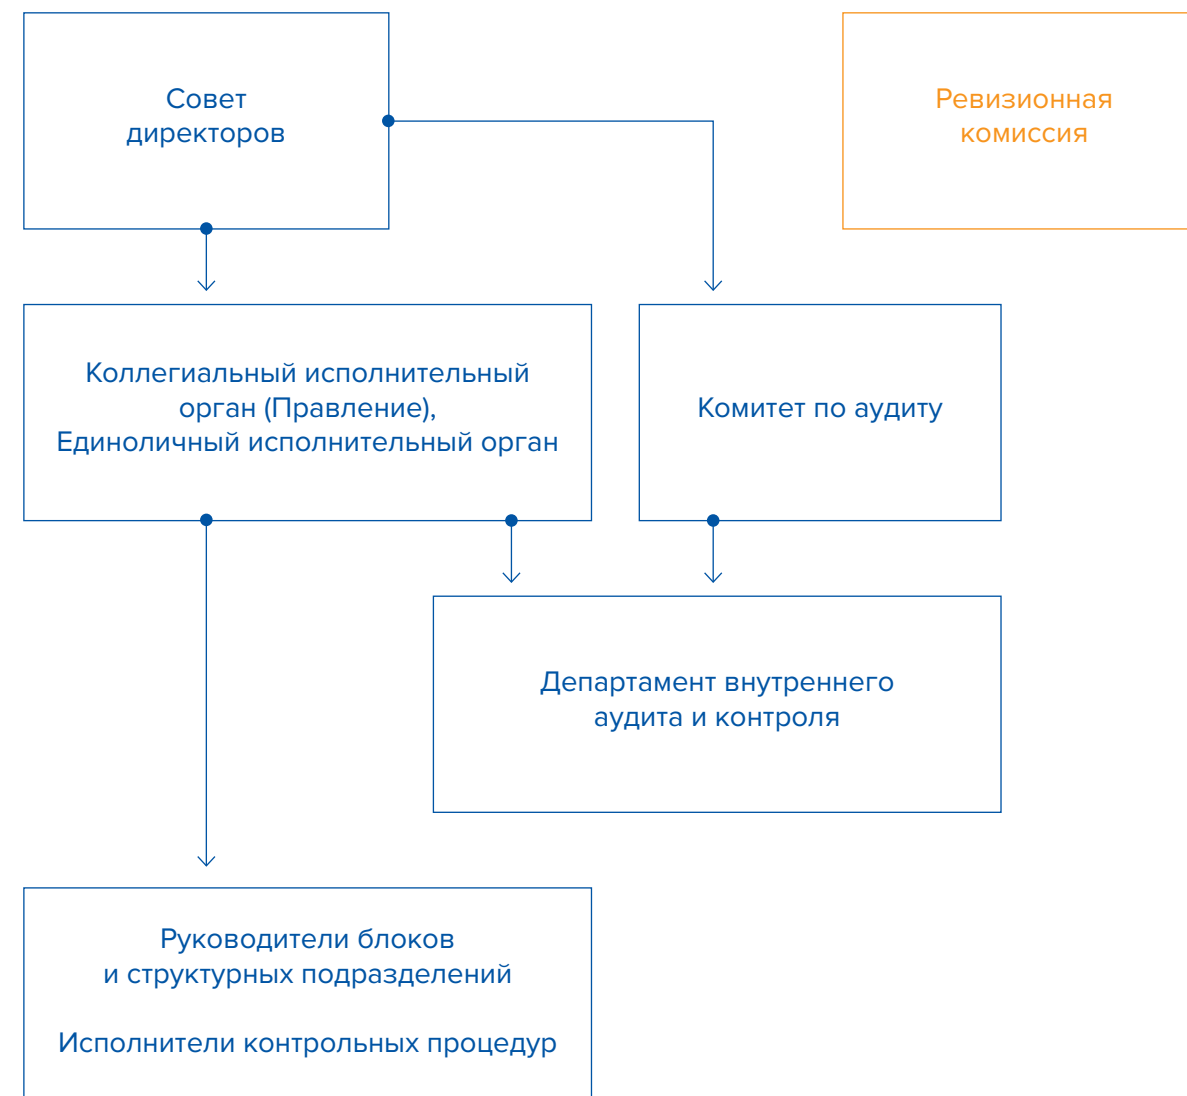 Совет
директоров
Ревизионная
комиссия
Коллегиальный исполнительный
орган (Правление),
Единоличный исполнительный орган
Комитет по аудиту
Департамент внутреннего
аудита и контроля
Руководители блоков
и структурных подразделений
Исполнители контрольных процедур